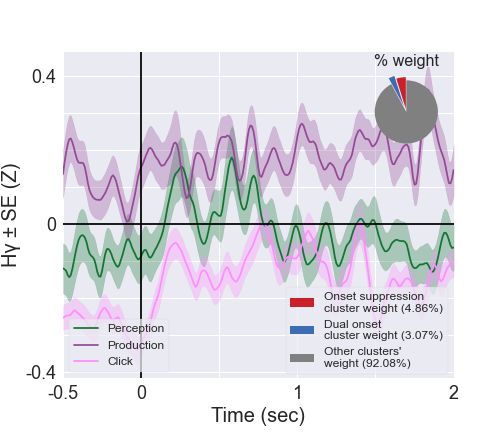 % weight
0.4
0
-0.4
Hγ ± SE (Z)
Perception
Production
Click
Onset suppression
cluster weight (4.86%)
Dual onset
cluster weight (3.07%)
Other clusters'
weight (92.08%)
-0.5
0
1
2
Time (sec)